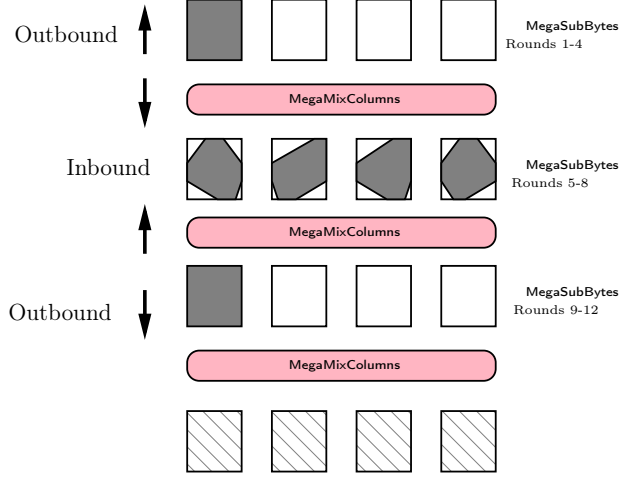 Outbound
MegaSubBytes
Rounds 1-4
MegaMixColumns
Inbound
MegaSubBytes
Rounds 5-8
MegaMixColumns
MegaSubBytes
Rounds 9-12
Outbound
MegaMixColumns